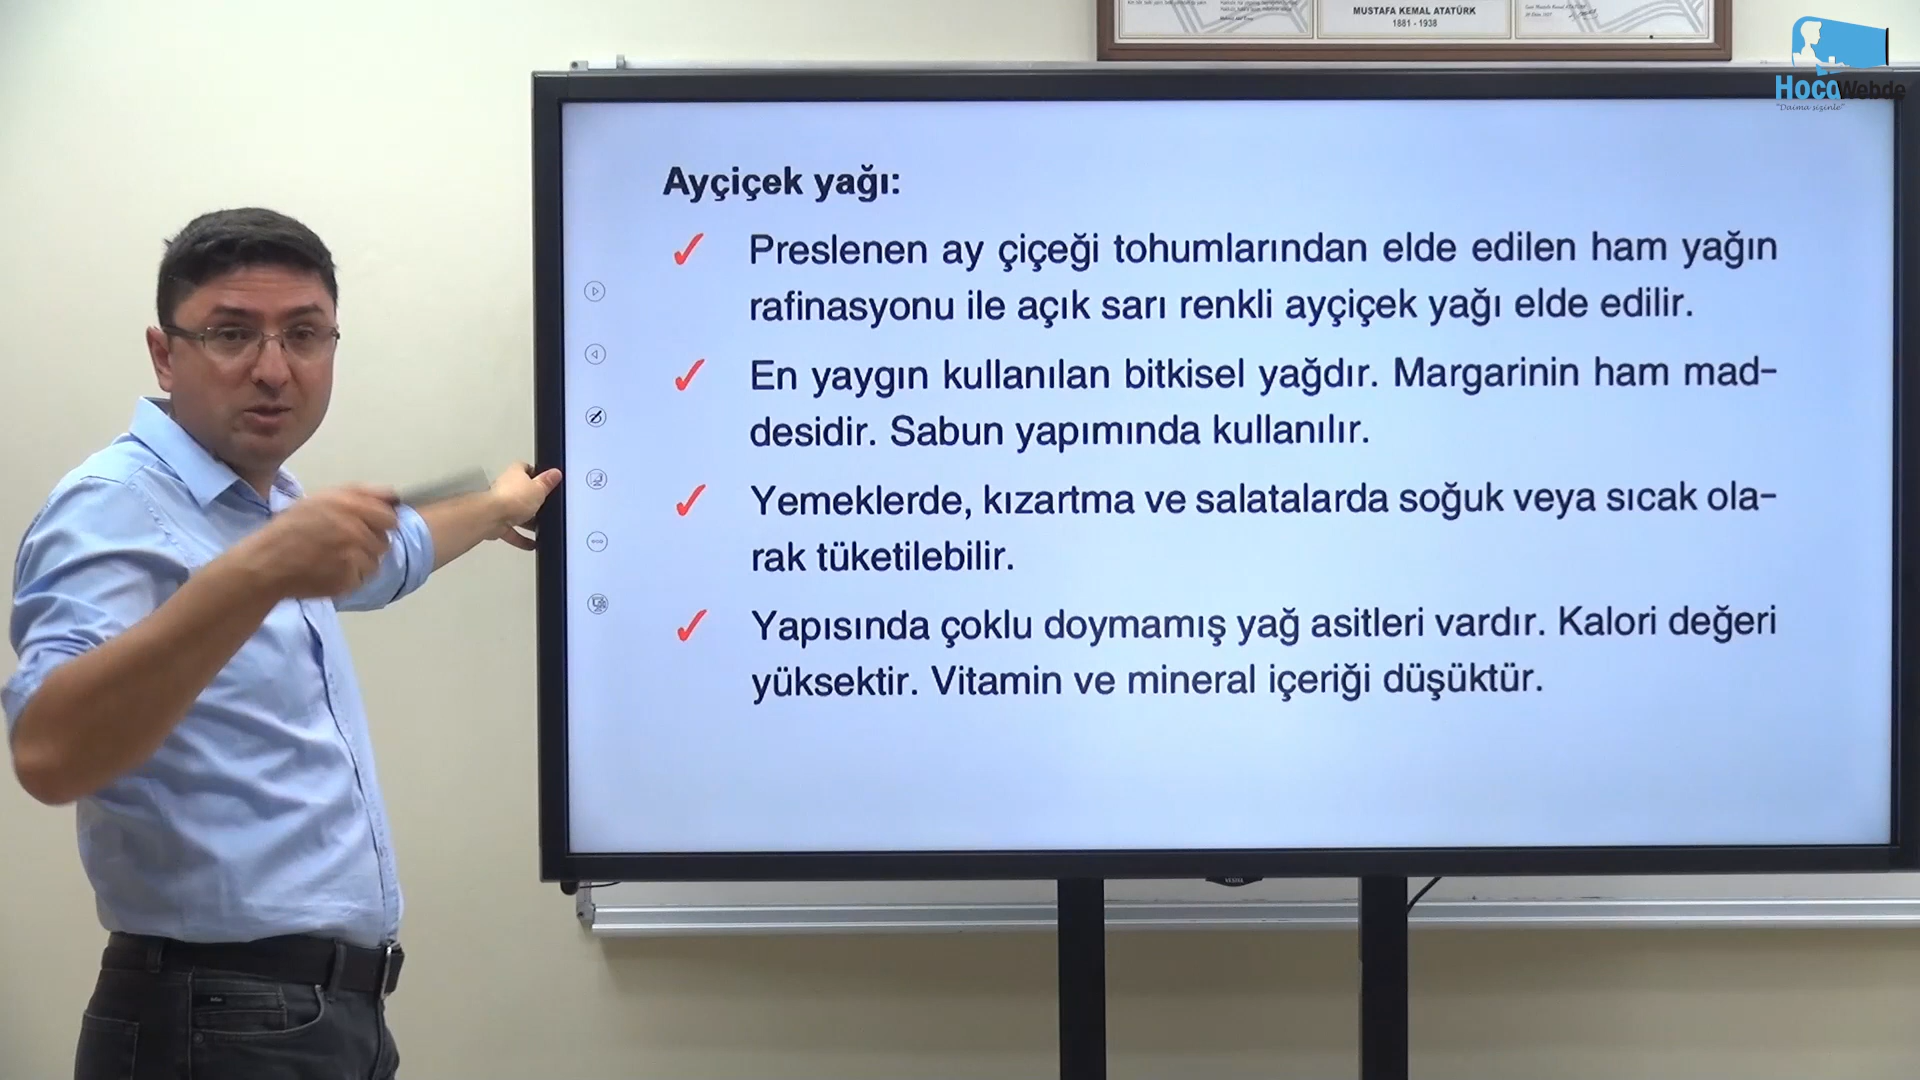 MUSTAFA KEMAL ATATÜRK
1881 - 1938
HocaWebde
"Daima sizinle"
Ayçiçek yağı:
✓ Preslenen ay çiçeği tohumlarından elde edilen ham yağın
rafinasyonu ile açık sarı renkli ayçiçek yağı elde edilir.
✓ En yaygın kullanılan bitkisel yağdır. Margarinin ham mad-
desidir. Sabun yapımında kullanılır.
✓ Yemeklerde, kızartma ve salatalarda soğuk veya sıcak ola-
rak tüketilebilir.
✓ Yapısında çoklu doymamış yağ asitleri vardır. Kalori değeri
yüksektir. Vitamin ve mineral içeriği düşüktür.